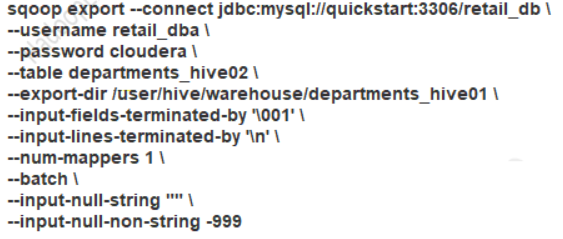 sqoop export --connect jdbc:mysql://quickstart:3306/retail_db \
--username retail_dba \
--password cloudera \
--table departments_hive02 \
--export-dir /user/hive/warehouse/departments_hive01 \
--input-fields-terminated-by '\001' \
--input-lines-terminated-by '\n' \
--num-mappers 1 \
--batch \
--input-null-string "" \
--input-null-non-string -999